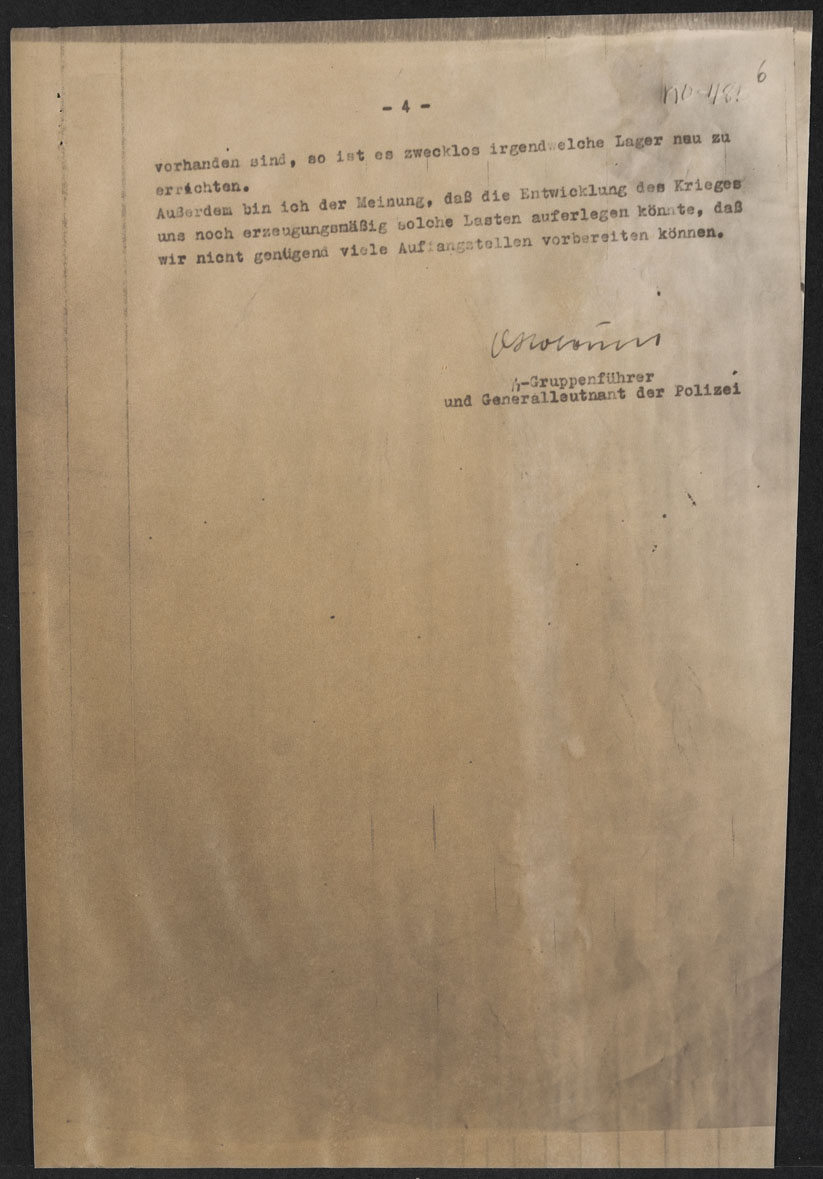 6
- 4 -
vorhanden sind, so ist es zwecklos irgendwelche Lager neu zu
errichten.
Außerdem bin ich der Meinung, daß die Entwicklung des Krieges
uns noch erzeugungsmäßig solche Lasten auferlegen könnte, daß
wir nicht genügend viele Auffangstellen vorbereiten können.
ᛋᛋ-Gruppenführer
und Generalleutnant der Polizei